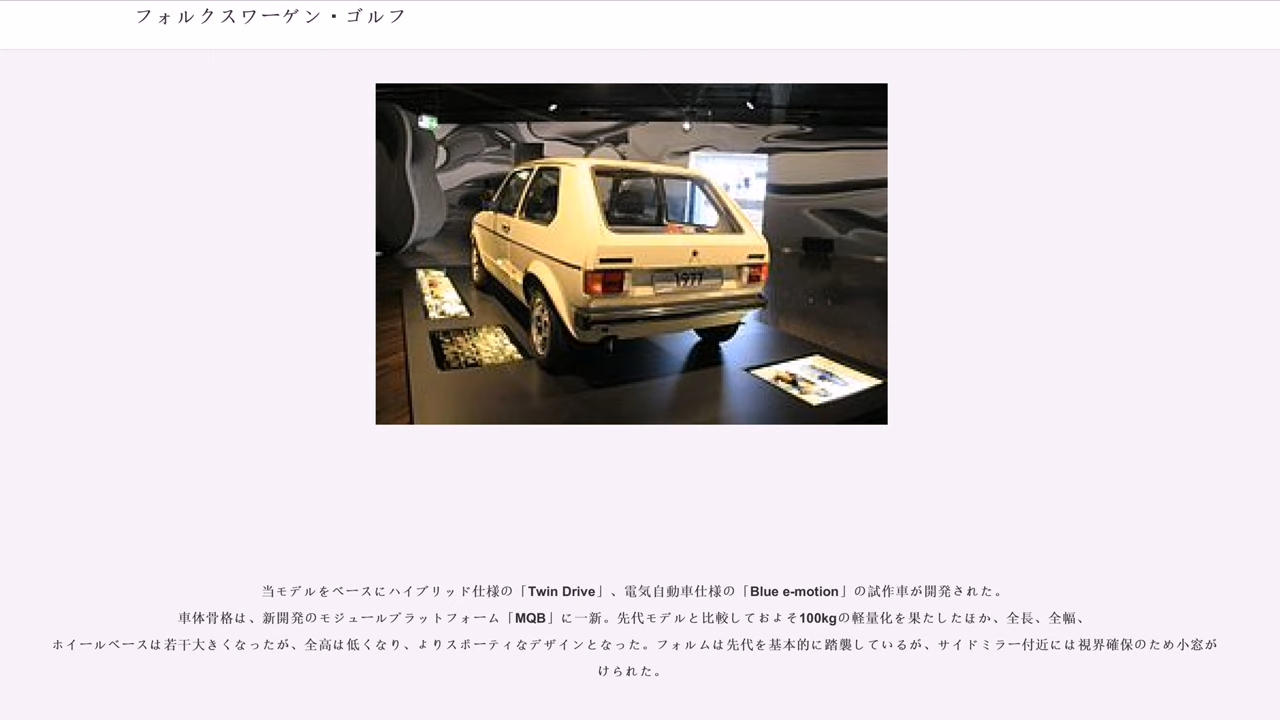 フォルクスワーゲン・ゴルフ
1977
当モデルをベースにハイブリッド仕様の「Twin Drive」、電気自動車仕様の「Blue e-motion」の試作車が開発された。
車体骨格は、新開発のモジュールプラットフォーム「MQB」に一新。先代モデルと比較しておよそ100kgの軽量化を果たしたほか、全長、全幅、
ホイールベースは若干大きくなったが、全高は低くなり、よりスポーティなデザインとなった。フォルムは先代を基本的に踏襲しているが、サイドミラー付近には視界確保のため小窓が
けられた。